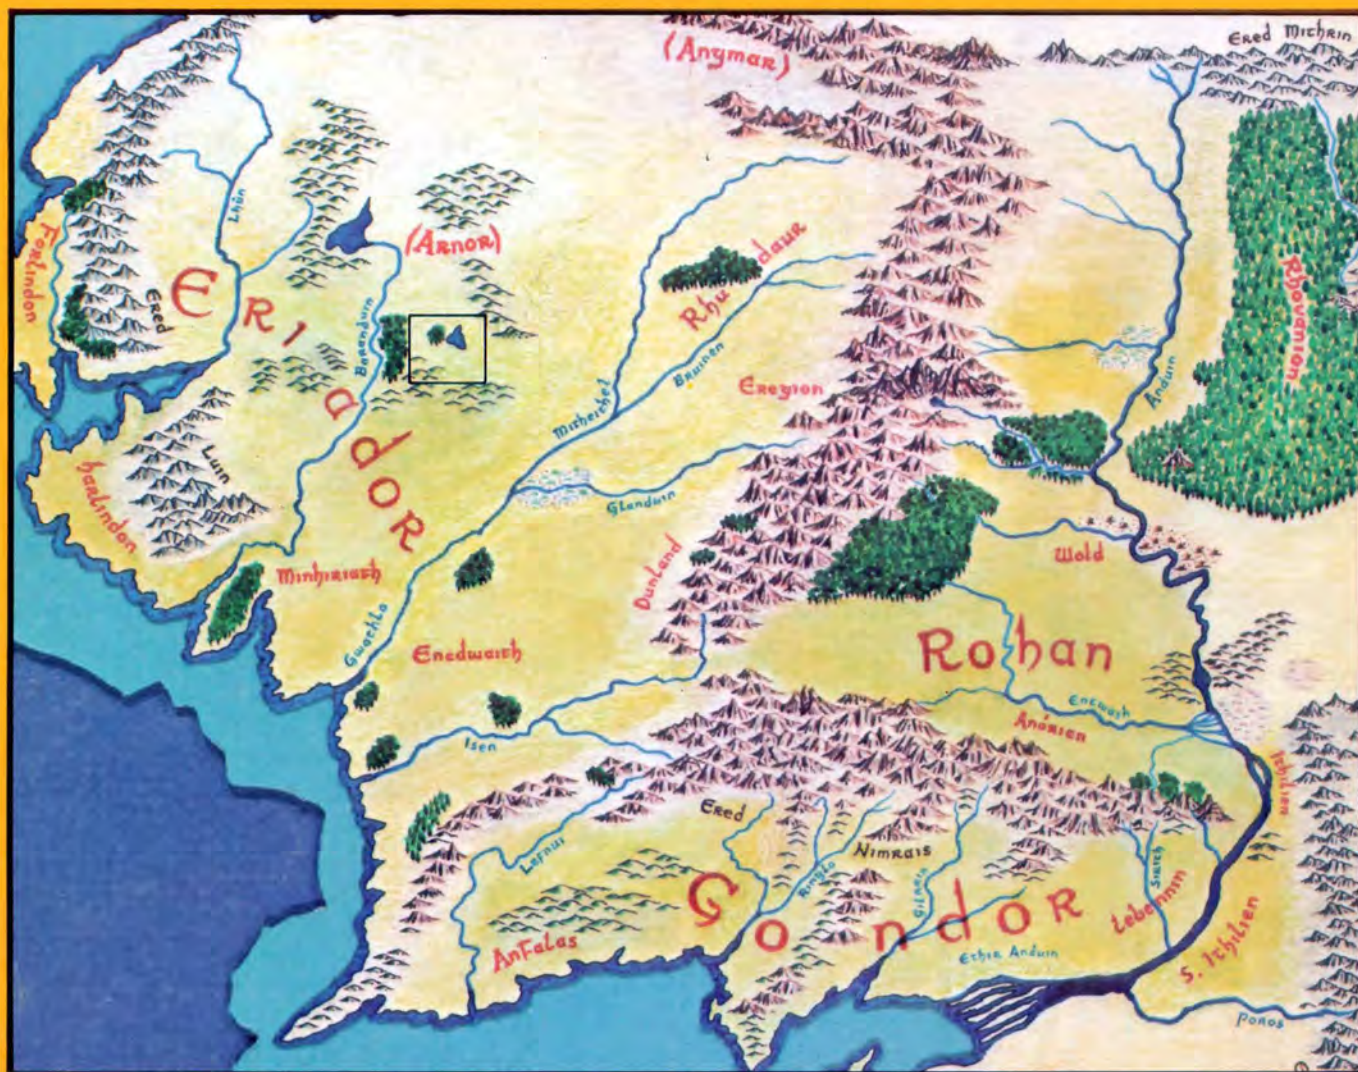 (Angmar)
Ered Mithrin
Forlindon
Lhûn
(Arnor)
Rhudaur
Rhovanion
Ered
Eriador
Baranduin
Bruinen
Mitheithel
Eregion
Anduin
Luin
Harlindon
Glanduin
Minhiriath
Dunland
Wold
Gwathlo
Enedwaith
Rohan
Entwash
Anórien
Isen
Ithilien
Ered
Nimrais
Lefnui
Ringlo
Gilrain
Sirith
Lebennin
Gondor
Anfalas
Ethir Anduin
S. Ithilien
Poros